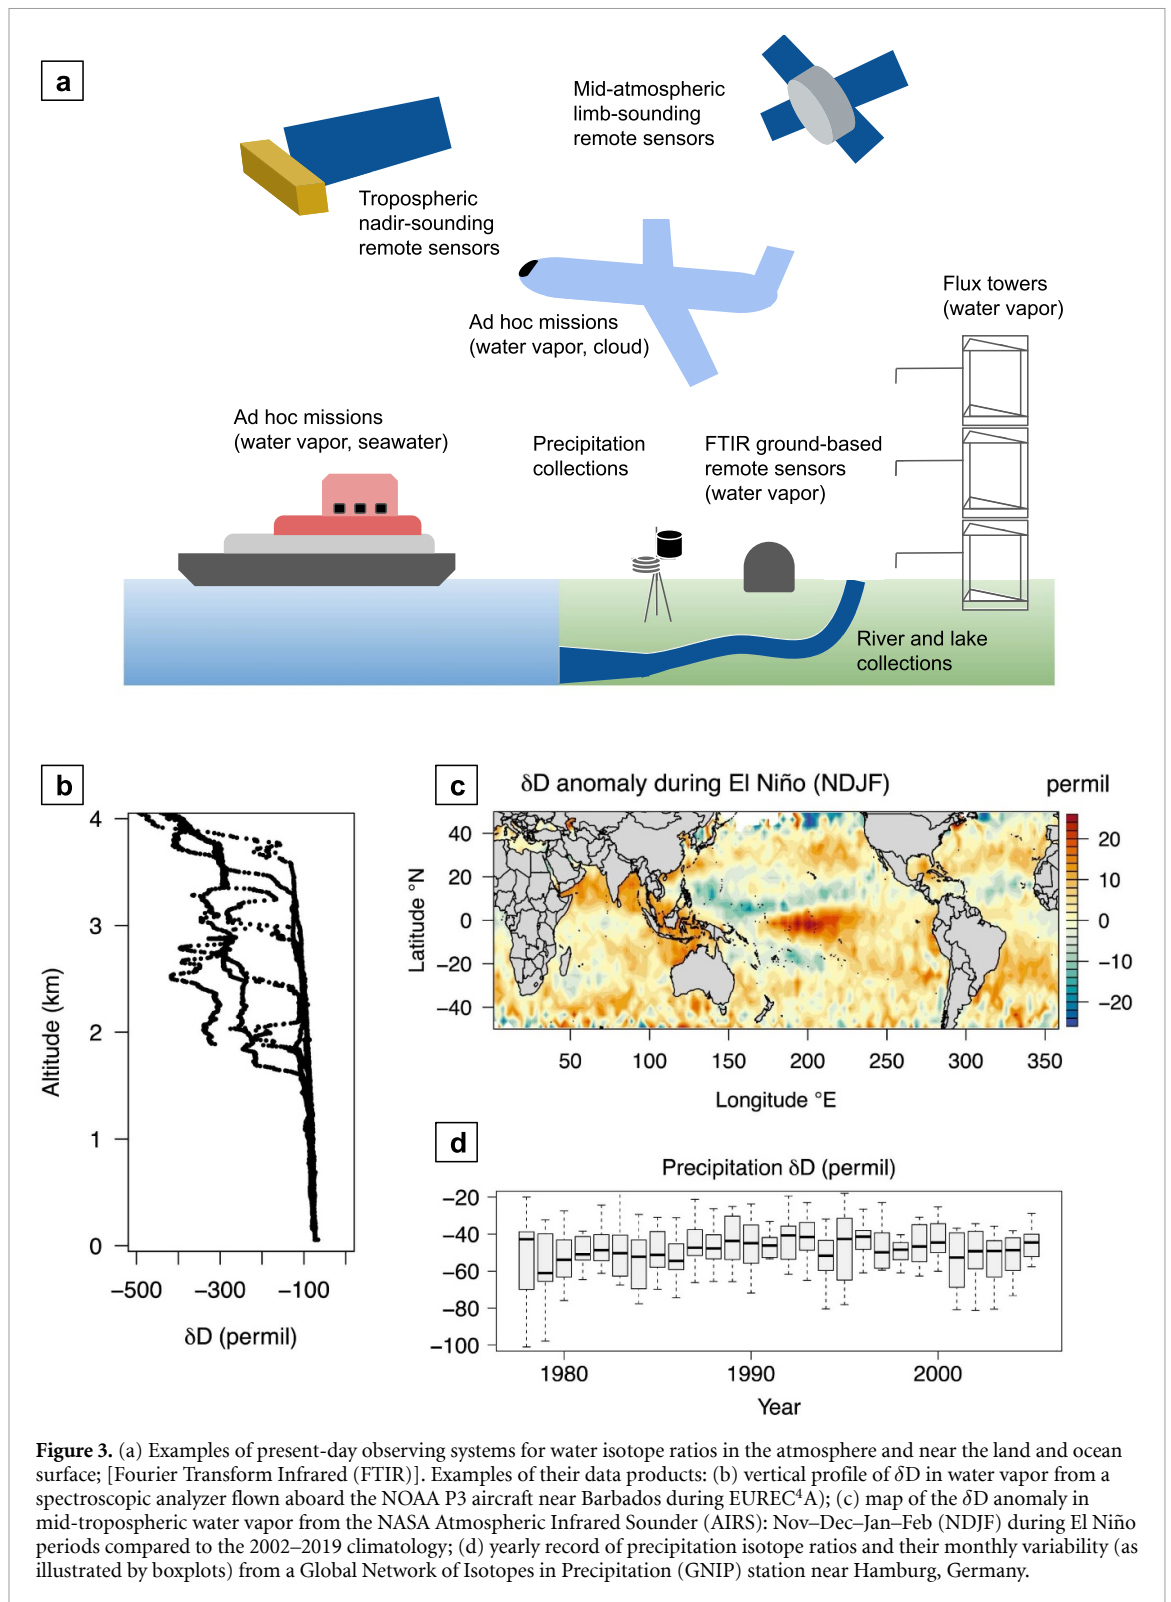 a
Mid-atmospheric
limb-sounding
remote sensors
Tropospheric
nadir-sounding
remote sensors
Flux towers
(water vapor)
Ad hoc missions
(water vapor, cloud)
Ad hoc missions
(water vapor, seawater)
Precipitation
collections
FTIR ground-based
remote sensors
(water vapor)
River and lake
collections
b
4
3
2
1
0
Altitude (km)
−500 −300 −100
δD (permil)
c
δD anomaly during El Niño (NDJF)
permil
40
20
0
−20
−40
Latitude °N
20
10
0
−10
−20
50 100 150 200 250 300 350
Longitude °E
d
Precipitation δD (permil)
−20
−40
−60
−80
−100
1980 1990 2000
Year
Figure 3. (a) Examples of present-day observing systems for water isotope ratios in the atmosphere and near the land and ocean
surface; [Fourier Transform Infrared (FTIR)]. Examples of their data products: (b) vertical profile of δD in water vapor from a
spectroscopic analyzer flown aboard the NOAA P3 aircraft near Barbados during EUREC⁴A); (c) map of the δD anomaly in
mid-tropospheric water vapor from the NASA Atmospheric Infrared Sounder (AIRS): Nov–Dec–Jan–Feb (NDJF) during El Niño
periods compared to the 2002–2019 climatology; (d) yearly record of precipitation isotope ratios and their monthly variability (as
illustrated by boxplots) from a Global Network of Isotopes in Precipitation (GNIP) station near Hamburg, Germany.